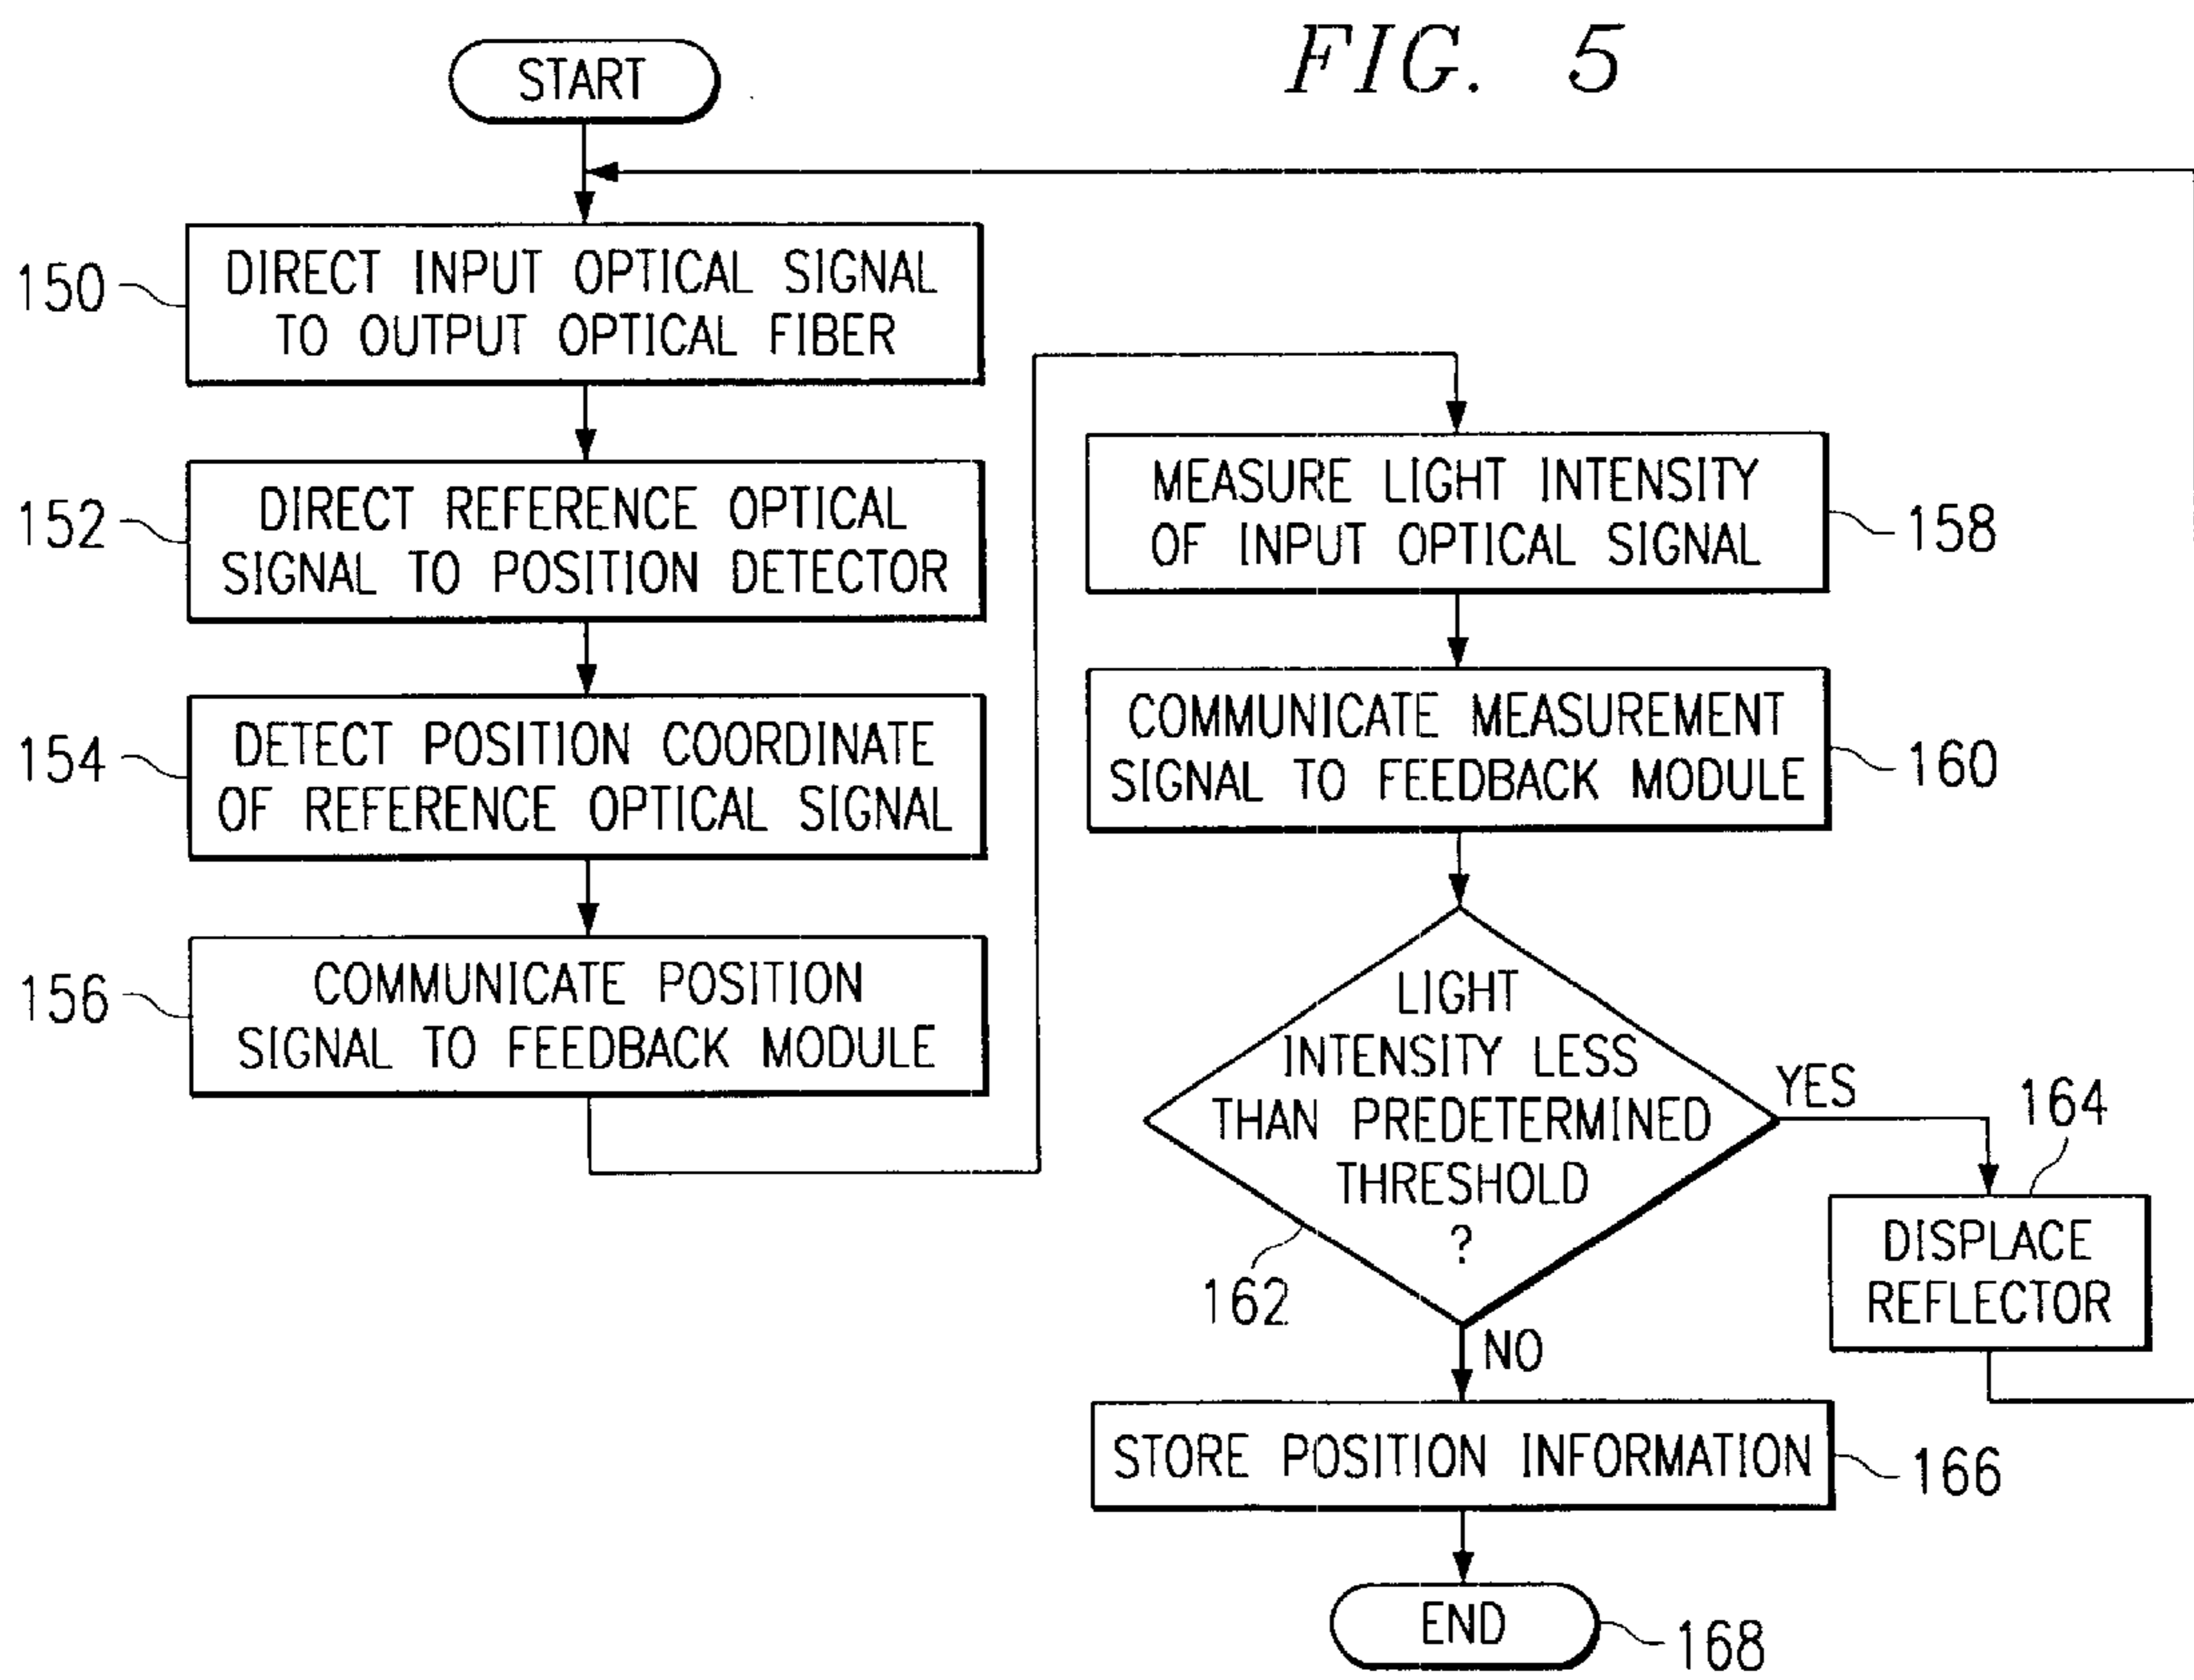 FIG. 5
START
150
DIRECT INPUT OPTICAL SIGNAL
TO OUTPUT OPTICAL FIBER
152
DIRECT REFERENCE OPTICAL
SIGNAL TO POSITION DETECTOR
154
DETECT POSITION COORDINATE
OF REFERENCE OPTICAL SIGNAL
156
COMMUNICATE POSITION
SIGNAL TO FEEDBACK MODULE
MEASURE LIGHT INTENSITY
OF INPUT OPTICAL SIGNAL
158
COMMUNICATE MEASUREMENT
SIGNAL TO FEEDBACK MODULE
160
LIGHT
INTENSITY LESS
THAN PREDETERMINED
THRESHOLD
?
162
YES
164
DISPLACE
REFLECTOR
NO
STORE POSITION INFORMATION
166
END
168